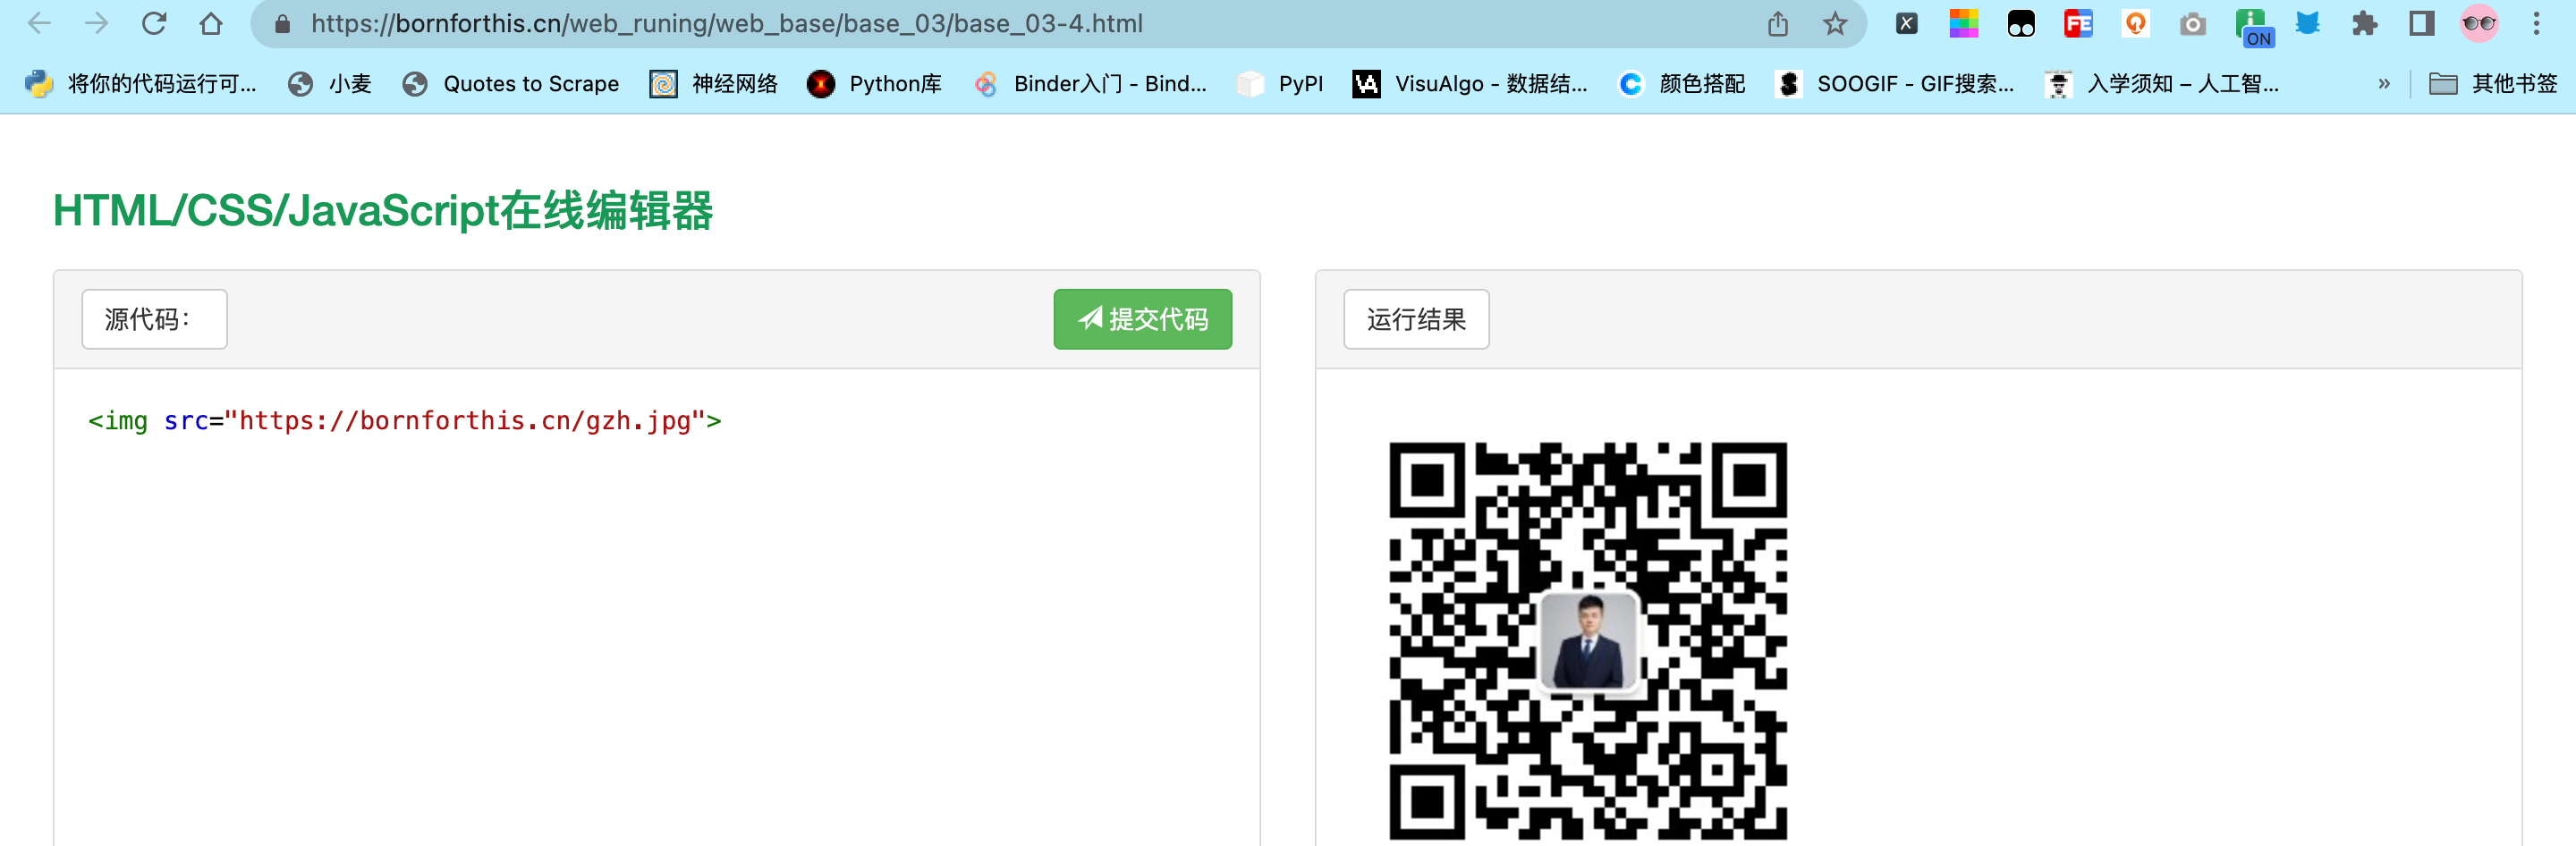 https://bornforthis.cn/web_runing/web_base/base_03/base_03-4.html
FE
ON
将你的代码运行可... 小麦 Quotes to Scrape 神经网络 Python库 Binder入门 - Bind... PyPI VisuAlgo - 数据结... 颜色搭配 SOOGIF - GIF搜索... 入学须知 – 人工智... » 其他书签
HTML/CSS/JavaScript在线编辑器
源代码： 提交代码 运行结果
<img src="https://bornforthis.cn/gzh.jpg">